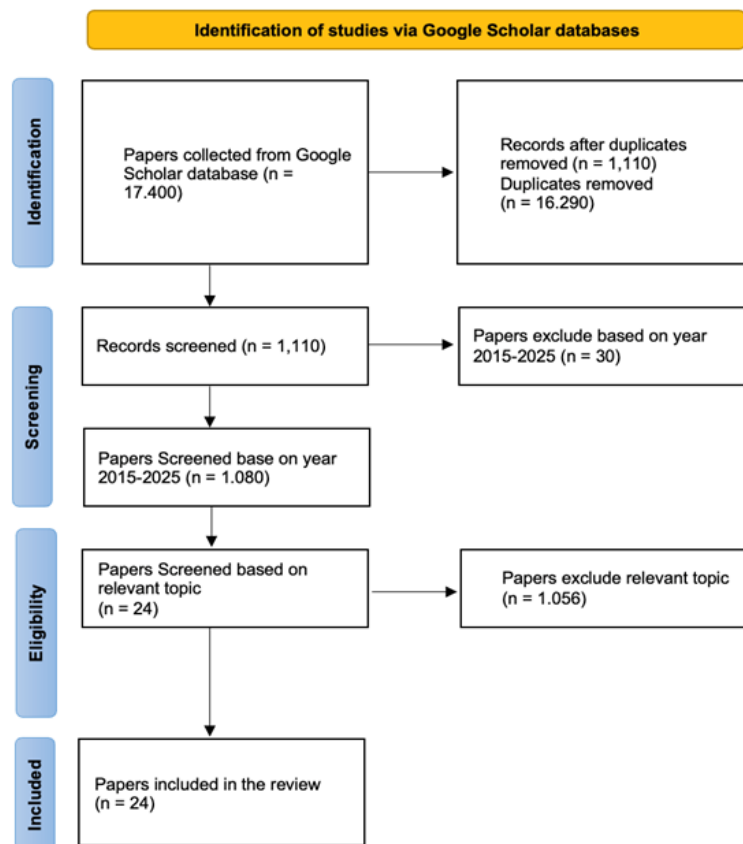 Identification of studies via Google Scholar databases
Identification
Papers collected from Google
Scholar database (n =
17.400)
Records after duplicates
removed (n = 1,110)
Duplicates removed
(n = 16.290)
Screening
Records screened (n = 1,110)
Papers exclude based on year
2015-2025 (n = 30)
Papers Screened base on year
2015-2025 (n = 1.080)
Eligibility
Papers Screened based on
relevant topic
(n = 24)
Papers exclude relevant topic
(n = 1.056)
Included
Papers included in the review
(n = 24)